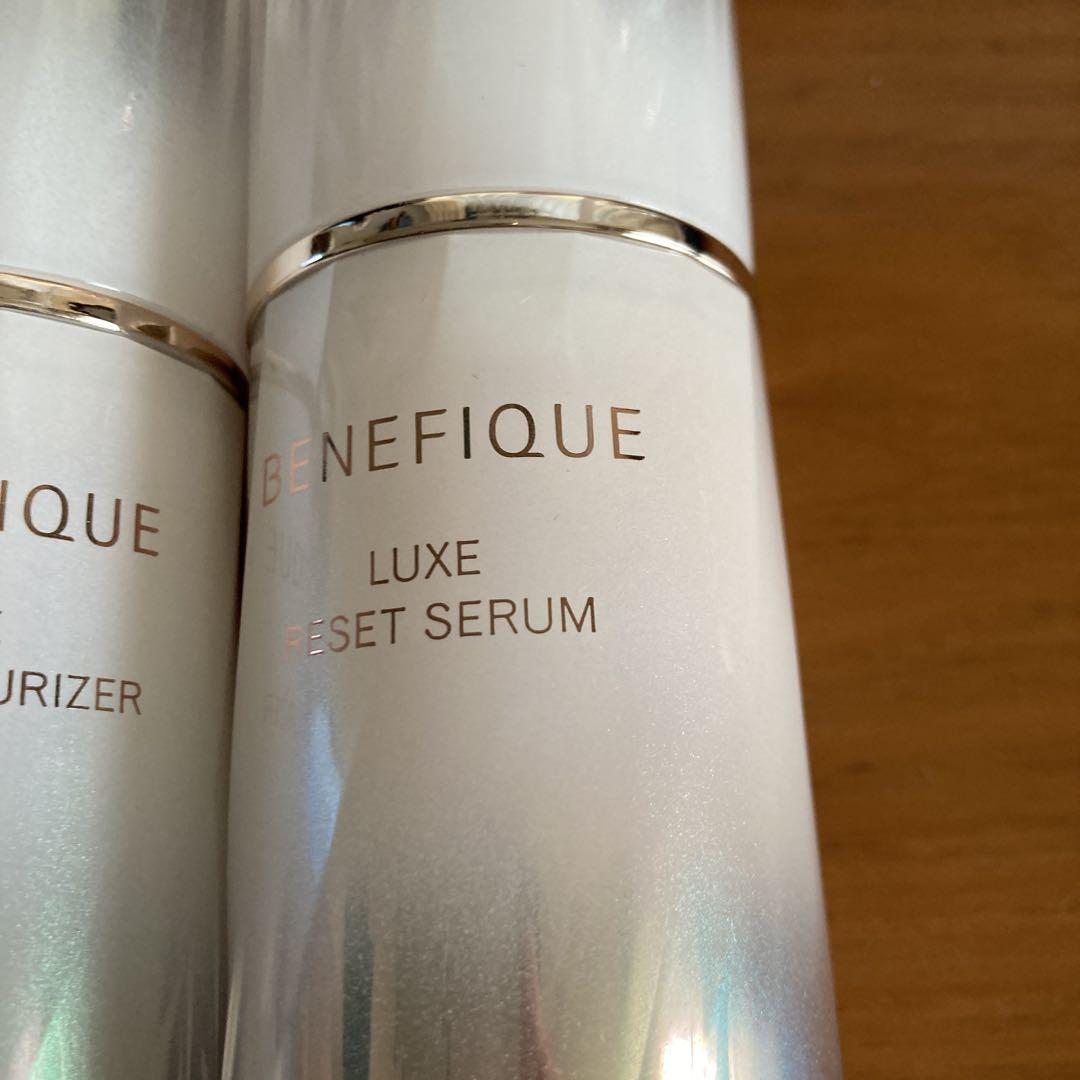 IQUE
URIZER
BENEFIQUE
LUXE
RESET SERUM